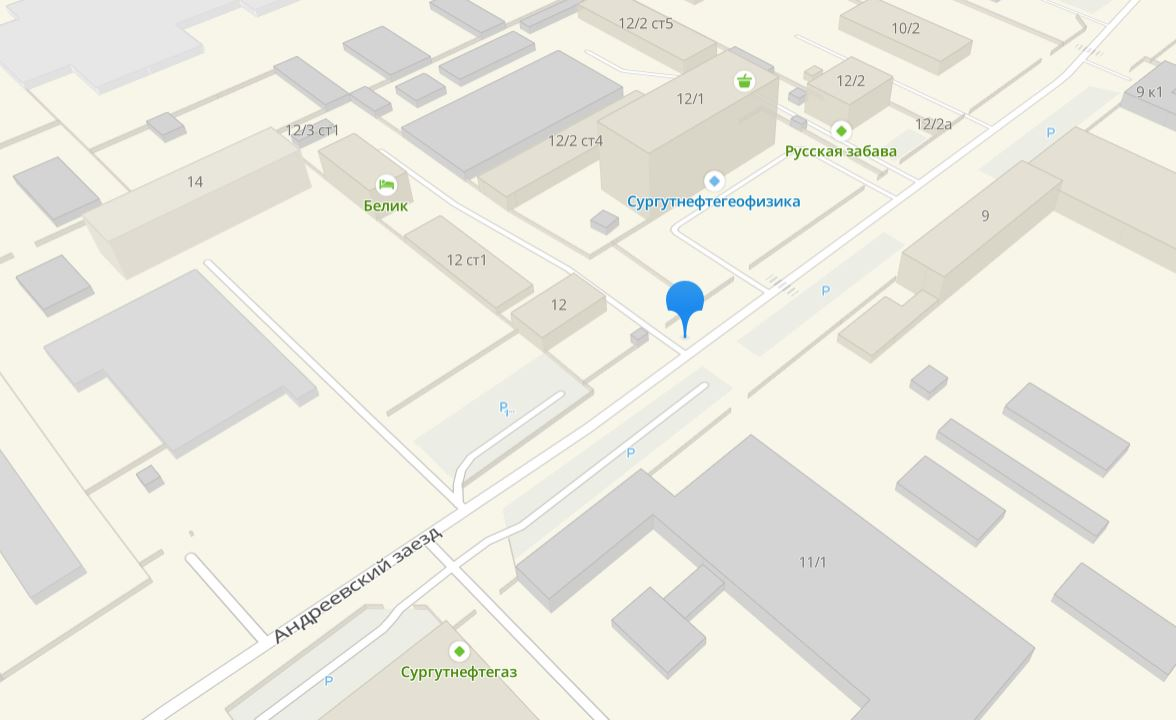 12/2 ст5
10/2
12/1
12/2
9 к1
12/3 ст1
12/2 ст4
12/2а
P
Русская забава
14
Белик
Сургутнефтегеофизика
9
12 ст1
P
12
P
P
Андреевский заезд
11/1
Сургутнефтегаз
P